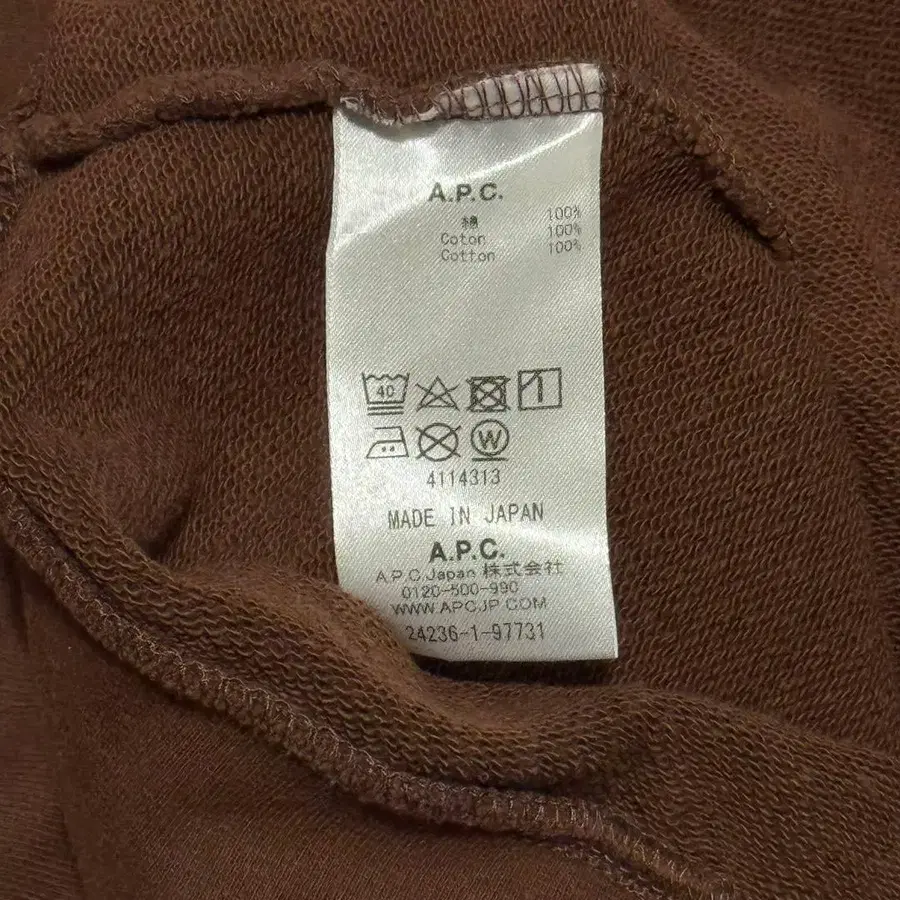 A.P.C.
綿 100%
Coton 100%
Cotton 100%
40
W
4114313
MADE IN JAPAN
A.P.C.
A.P.C.Japan 株式会社
0120-500-990
WWW.APCJP.COM
24236-1-97731